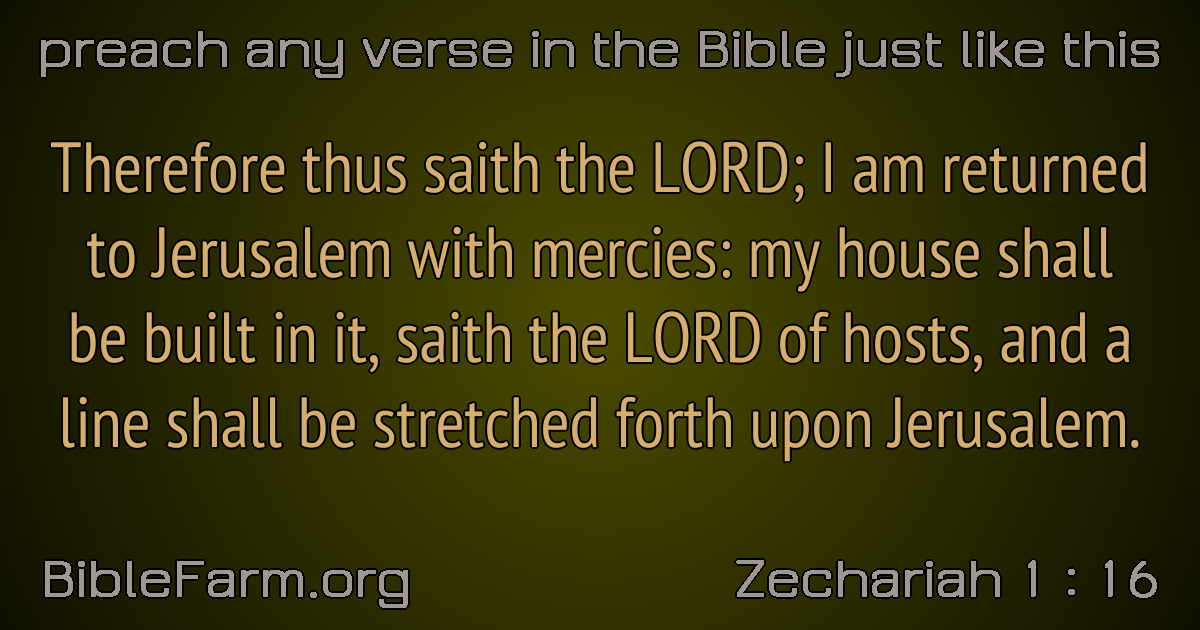 preach any verse in the Bible just like this
Therefore thus saith the LORD; I am returned
to Jerusalem with mercies: my house shall
be built in it, saith the LORD of hosts, and a
line shall be stretched forth upon Jerusalem.
BibleFarm.org
Zechariah 1 : 16